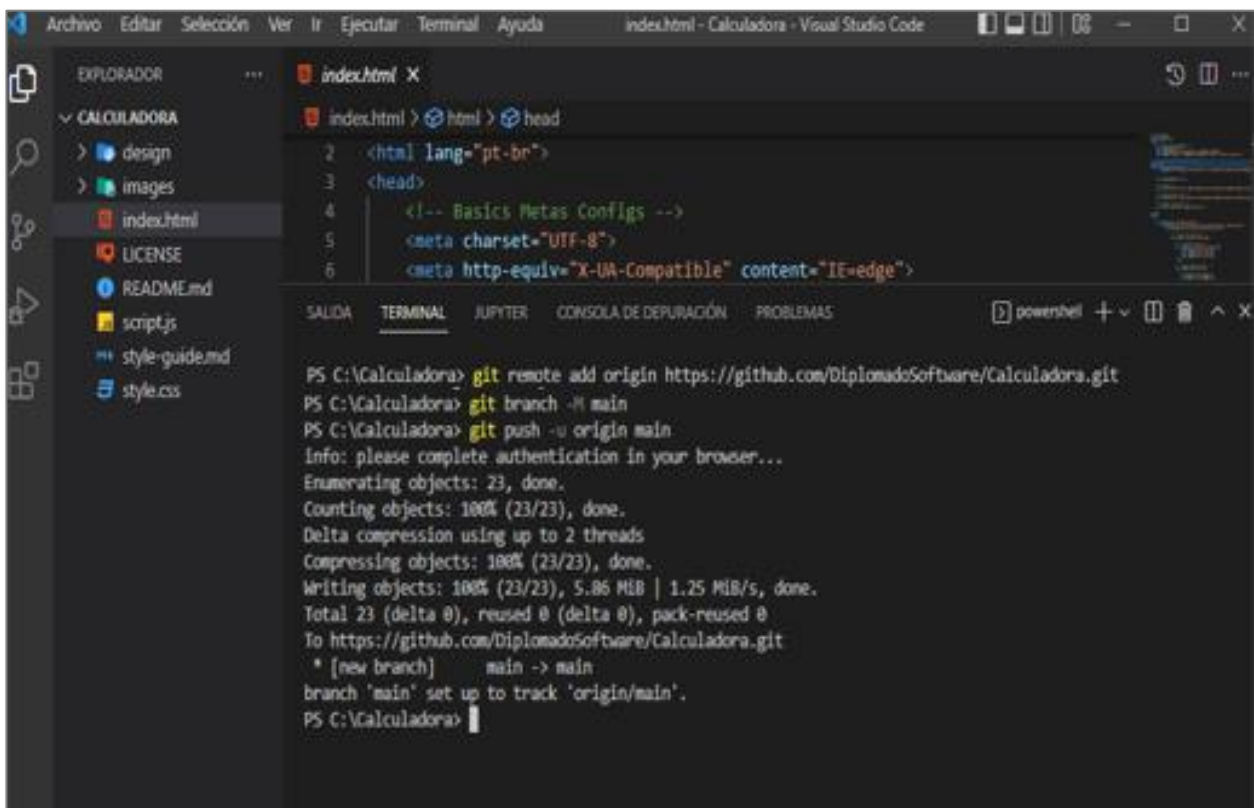 Archivo Editar Selección Ver Ir Ejecutar Terminal Ayuda index.html - Calculadora - Visual Studio Code
EXPLORADOR
CALCULADORA
design
images
index.html
LICENSE
README.md
script.js
style-guide.md
style.css
index.html
index.html > html > head
2 <html lang="pt-br">
3 <head>
4 <!-- Basics Metas Configs -->
5 <meta charset="UTF-8">
6 <meta http-equiv="X-UA-Compatible" content="IE=edge">
SALIDA TERMINAL JUPYTER CONSOLA DE DEPURACIÓN PROBLEMAS powershell
PS C:\Calculadora> git remote add origin https://github.com/DiplomadoSoftware/Calculadora.git
PS C:\Calculadora> git branch -M main
PS C:\Calculadora> git push -u origin main
info: please complete authentication in your browser...
Enumerating objects: 23, done.
Counting objects: 100% (23/23), done.
Delta compression using up to 2 threads
Compressing objects: 100% (23/23), done.
Writing objects: 100% (23/23), 5.86 MiB | 1.25 MiB/s, done.
Total 23 (delta 0), reused 0 (delta 0), pack-reused 0
To https://github.com/DiplomadoSoftware/Calculadora.git
* [new branch] main -> main
branch 'main' set up to track 'origin/main'.
PS C:\Calculadora>